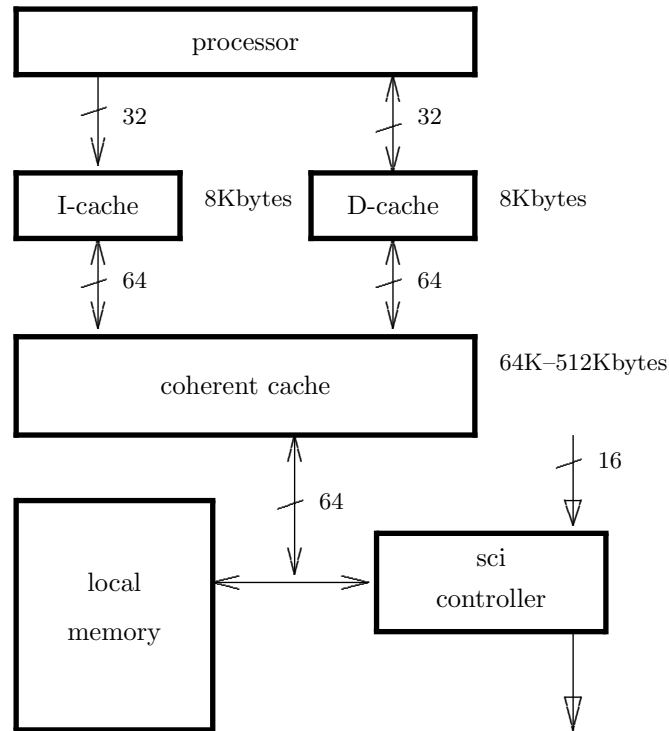 processor
32
32
I-cache
8Kbytes
D-cache
8Kbytes
64
64
coherent cache
64K–512Kbytes
16
64
sci
controller
local
memory